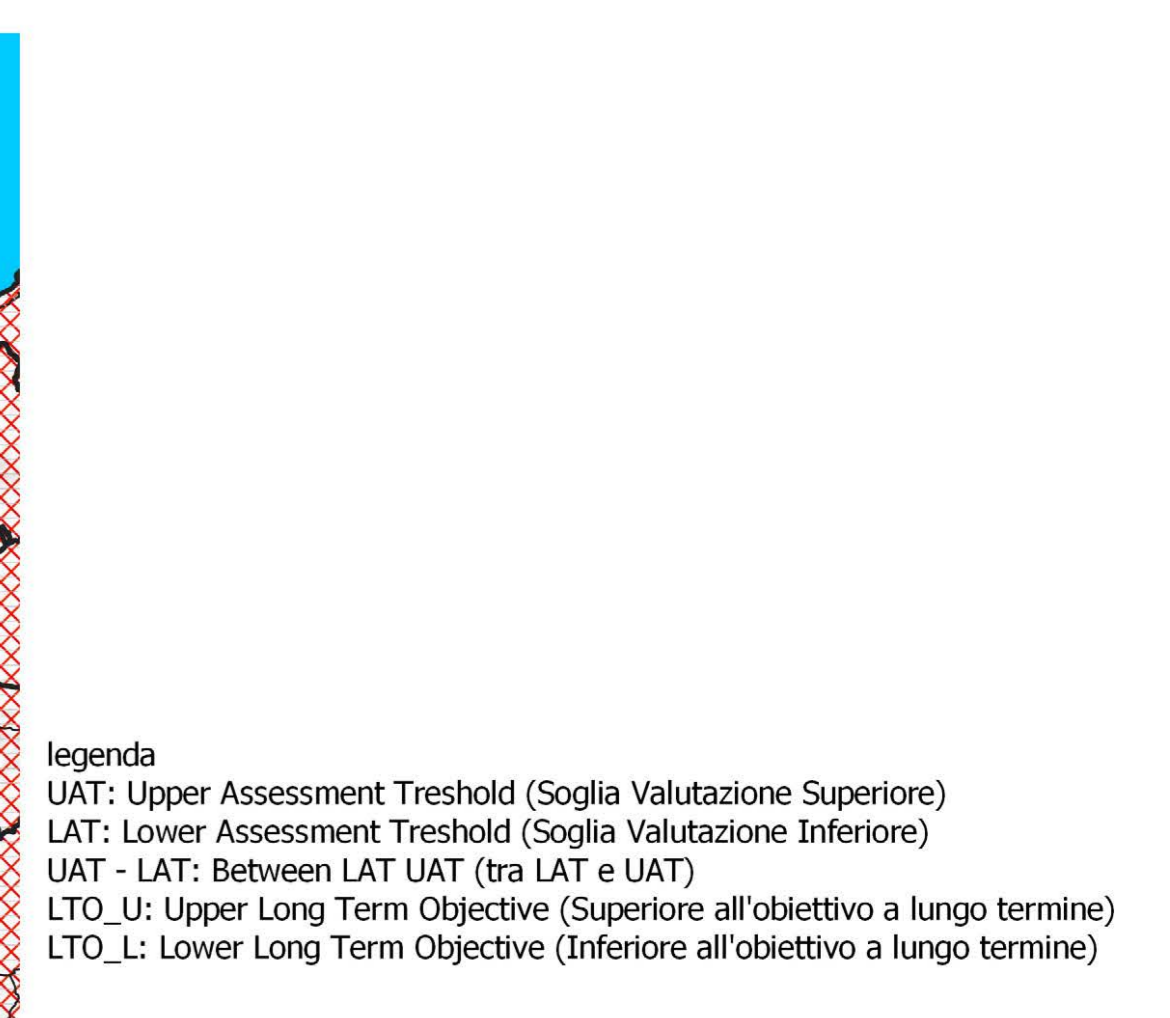 legenda
UAT: Upper Assessment Treshold (Soglia Valutazione Superiore)
LAT: Lower Assessment Treshold (Soglia Valutazione Inferiore)
UAT - LAT: Between LAT UAT (tra LAT e UAT)
LTO_U: Upper Long Term Objective (Superiore all'obiettivo a lungo termine)
LTO_L: Lower Long Term Objective (Inferiore all'obiettivo a lungo termine)